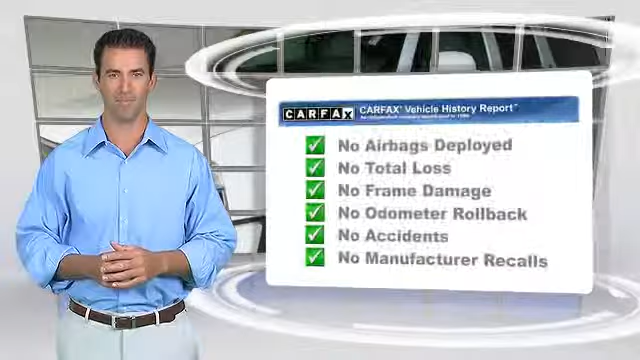 CARFAX CARFAX® Vehicle History Report™
No Airbags Deployed
No Total Loss
No Frame Damage
No Odometer Rollback
No Accidents
No Manufacturer Recalls